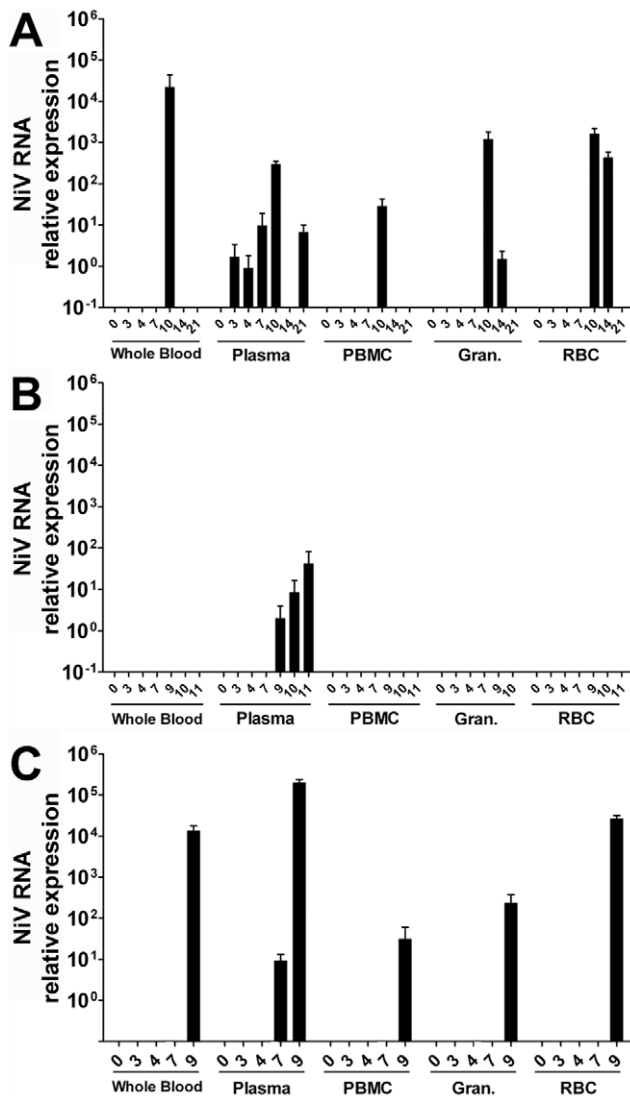 A
NiV RNA
relative expression
10^6
10^5
10^4
10^3
10^2
10^1
10^0
10^-1
0 3 4 7 10 14 21 0 3 4 7 10 14 21 0 3 4 7 10 14 21 0 3 4 7 10 14 21 0 3 4 7 10 14 21
Whole Blood Plasma PBMC Gran. RBC
B
NiV RNA
relative expression
10^6
10^5
10^4
10^3
10^2
10^1
10^0
10^-1
0 3 4 7 9 10 11 0 3 4 7 9 10 11 0 3 4 7 9 10 11 0 3 4 7 9 10 0 3 4 7 9 10 11
Whole Blood Plasma PBMC Gran. RBC
C
NiV RNA
relative expression
10^6
10^5
10^4
10^3
10^2
10^1
10^0
0 3 4 7 9 0 3 4 7 9 0 3 4 7 9 0 3 4 7 9 0 3 4 7 9
Whole Blood Plasma PBMC Gran. RBC